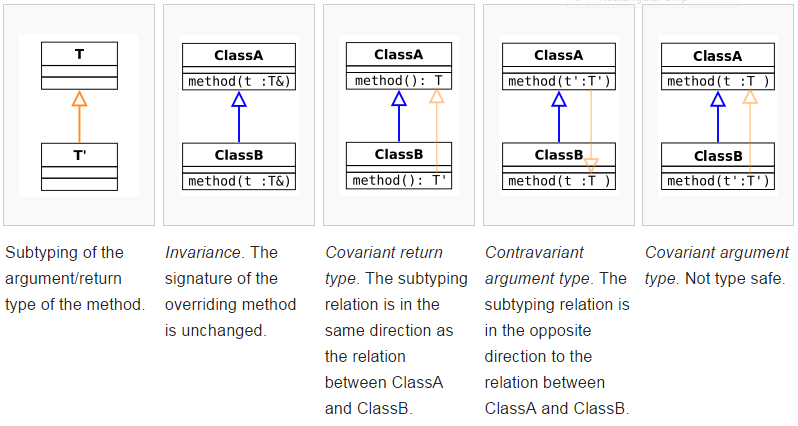 T
T'
Subtyping of the
argument/return
type of the method.
ClassA
method(t :T&)
ClassB
method(t :T&)
Invariance. The
signature of the
overriding method
is unchanged.
ClassA
method(): T
ClassB
method(): T'
Covariant return
type. The subtyping
relation is in the
same direction as
the relation
between ClassA
and ClassB.
ClassA
method(t':T')
ClassB
method(t :T )
Contravariant
argument type. The
subtyping relation is
in the opposite
direction to the
relation between
ClassA and ClassB.
ClassA
method(t :T )
ClassB
method(t':T')
Covariant argument
type. Not type safe.